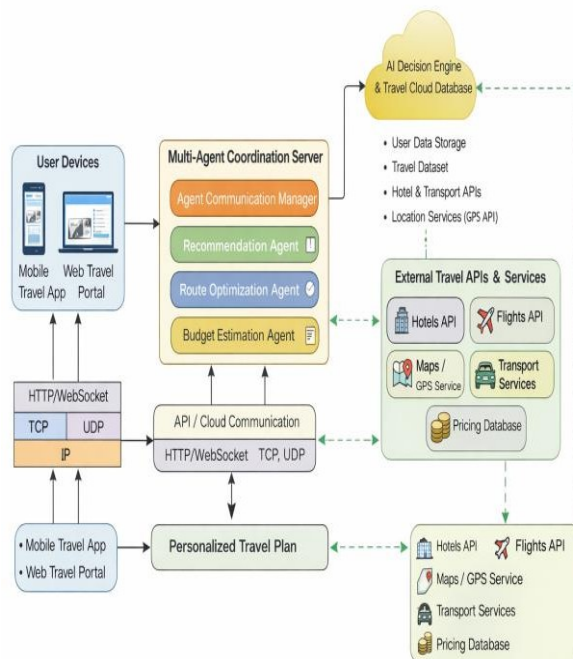 AI Decision Engine
& Travel Cloud Database
• User Data Storage
• Travel Dataset
• Hotel & Transport APIs
• Location Services (GPS API)
User Devices
Mobile
Travel App
Web Travel
Portal
Multi-Agent Coordination Server
Agent Communication Manager
Recommendation Agent
Route Optimization Agent
Budget Estimation Agent
External Travel APIs & Services
Hotels API
Flights API
Maps /
GPS Service
Transport
Services
Pricing Database
HTTP/WebSocket
TCP
UDP
IP
API / Cloud Communication
HTTP/WebSocket TCP, UDP
• Mobile Travel App
• Web Travel Portal
Personalized Travel Plan
Hotels API
Flights API
Maps / GPS Service
Transport Services
Pricing Database